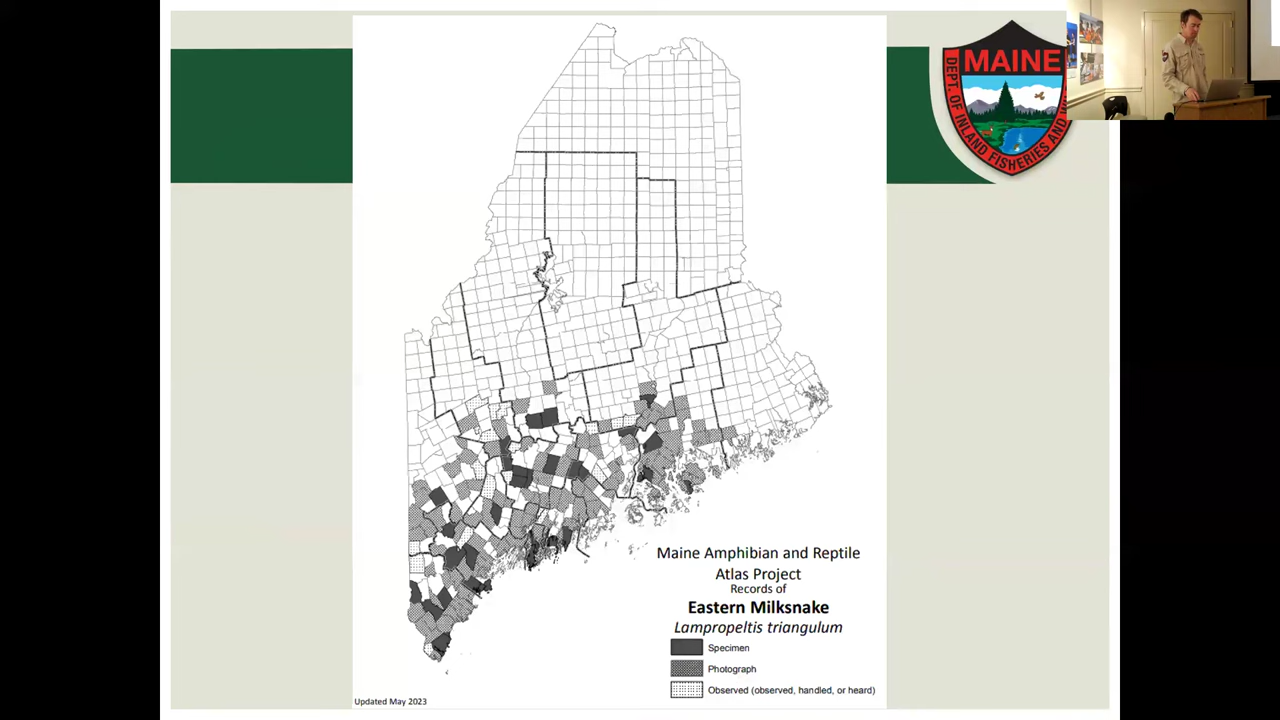 MAINE
DEPT. OF INLAND FISHERIES AND
Maine Amphibian and Reptile
Atlas Project
Records of
Eastern Milksnake
Lampropeltis triangulum
Specimen
Photograph
Observed (observed, handled, or heard)
Updated May 2023